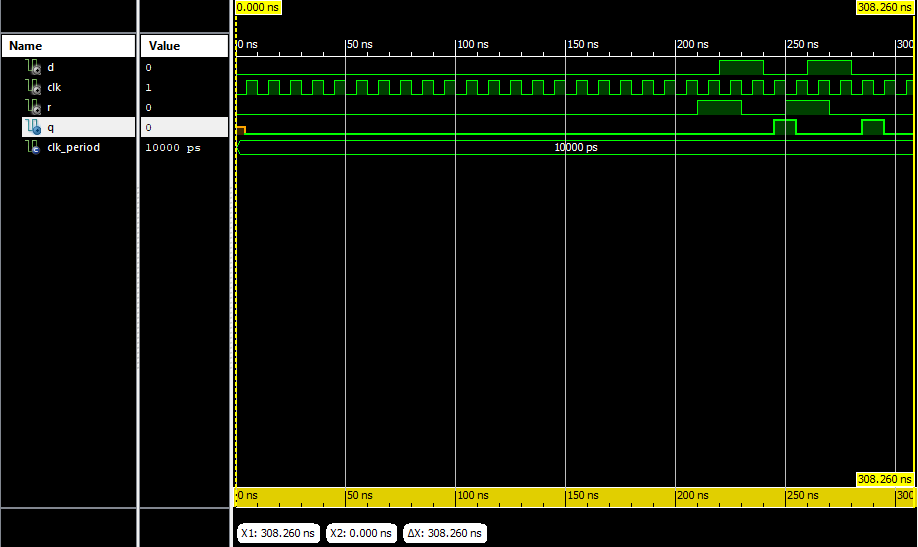 0.000 ns
308.260 ns
Name
Value
0 ns
50 ns
100 ns
150 ns
200 ns
250 ns
300
d
0
clk
1
r
0
q
0
clk_period
10000 ps
10000 ps
308.260 ns
0 ns
50 ns
100 ns
150 ns
200 ns
250 ns
300
X1: 308.260 ns
X2: 0.000 ns
ΔX: 308.260 ns